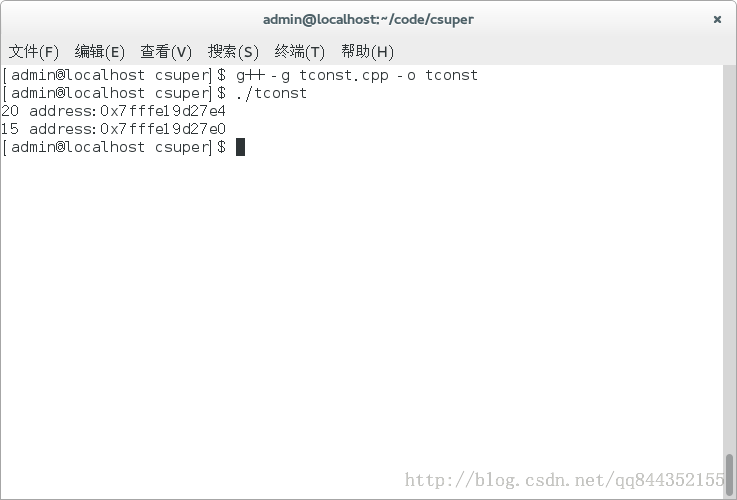 admin@localhost:~/code/csuper
文件(F) 编辑(E) 查看(V) 搜索(S) 终端(T) 帮助(H)
[admin@localhost csuper]$ g++ -g tconst.cpp -o tconst
[admin@localhost csuper]$ ./tconst
20 address:0x7fffe19d27e4
15 address:0x7fffe19d27e0
[admin@localhost csuper]$
http://blog.csdn.net/qq844352155